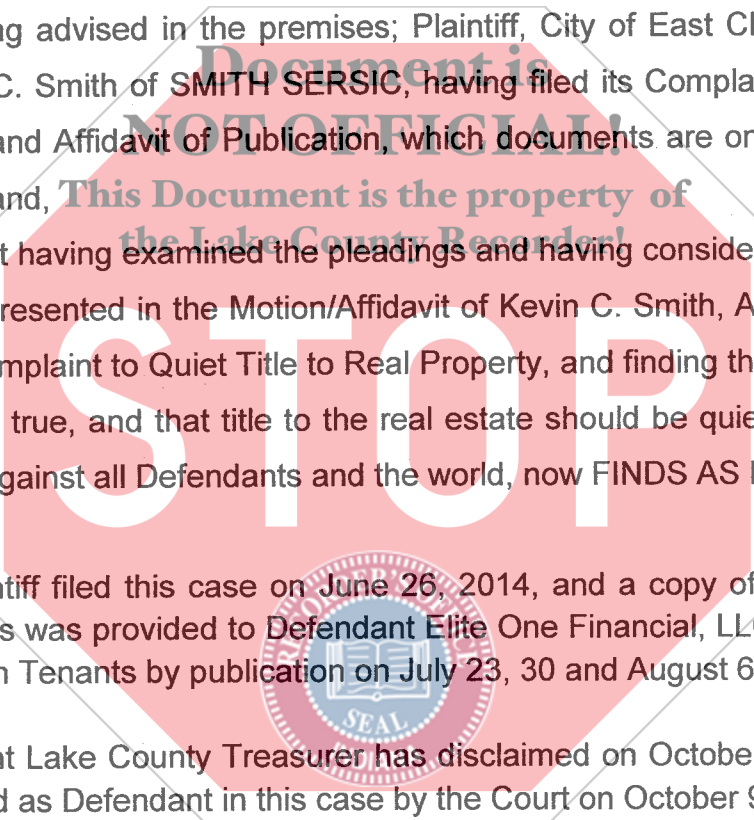 ng advised in the premises; Plaintiff, City of East Cl
Document is
C. Smith of SMITH SERSIC, having filed its Compla
NOT OFFICIAL!
and Affidavit of Publication, which documents are or
This Document is the property of
and,
the Lake County Recorder!
t having examined the pleadings and having conside
resented in the Motion/Affidavit of Kevin C. Smith, A
mplaint to Quiet Title to Real Property, and finding th
true, and that title to the real estate should be quie
STOP
gainst all Defendants and the world, now FINDS AS
ntiff filed this case on June 26, 2014, and a copy of
s was provided to Defendant Elite One Financial, LL
n Tenants by publication on July 23, 30 and August 6
SEAL
nt Lake County Treasurer has disclaimed on Octobe
d as Defendant in this case by the Court on October 9